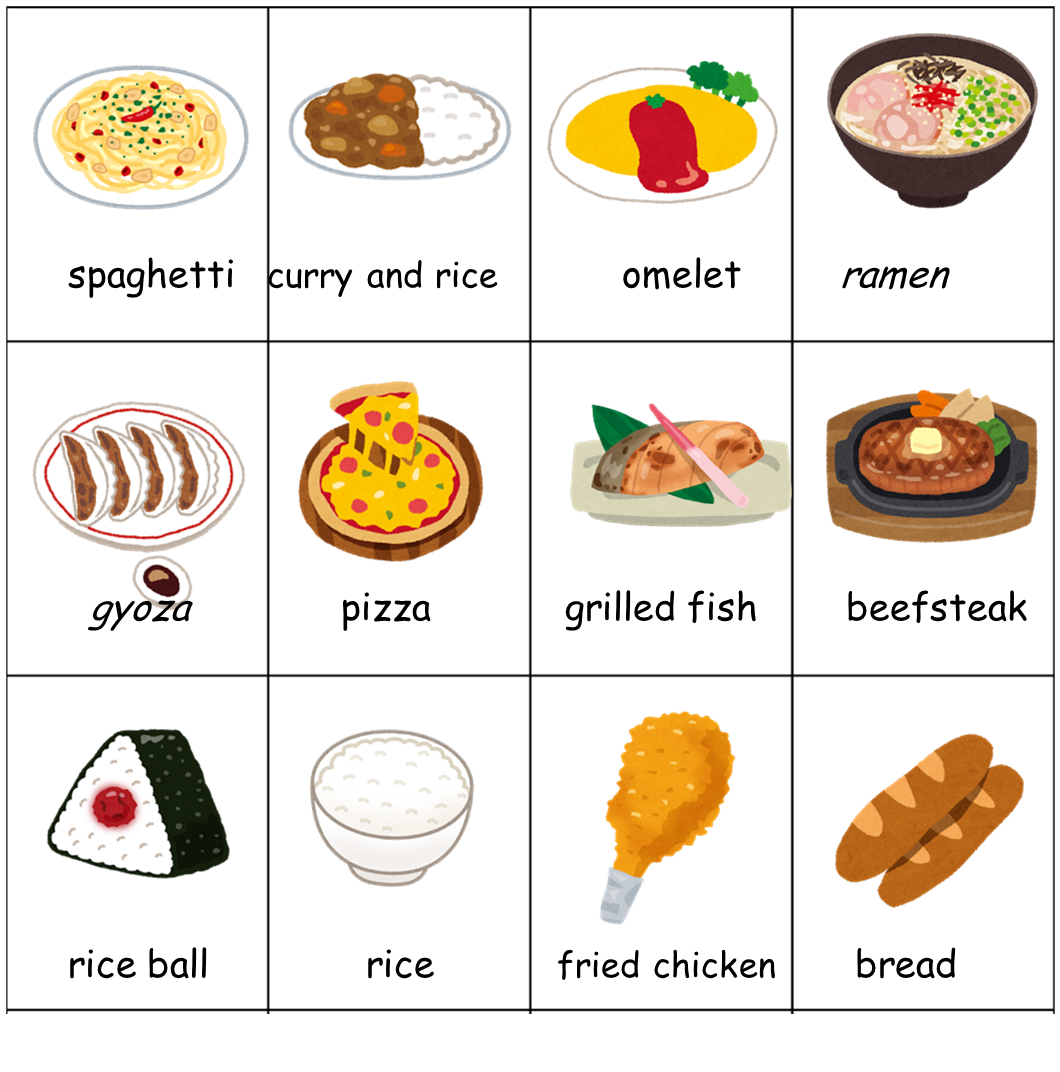 spaghetti
curry and rice
omelet
ramen
gyoza
pizza
grilled fish
beefsteak
rice ball
rice
fried chicken
bread